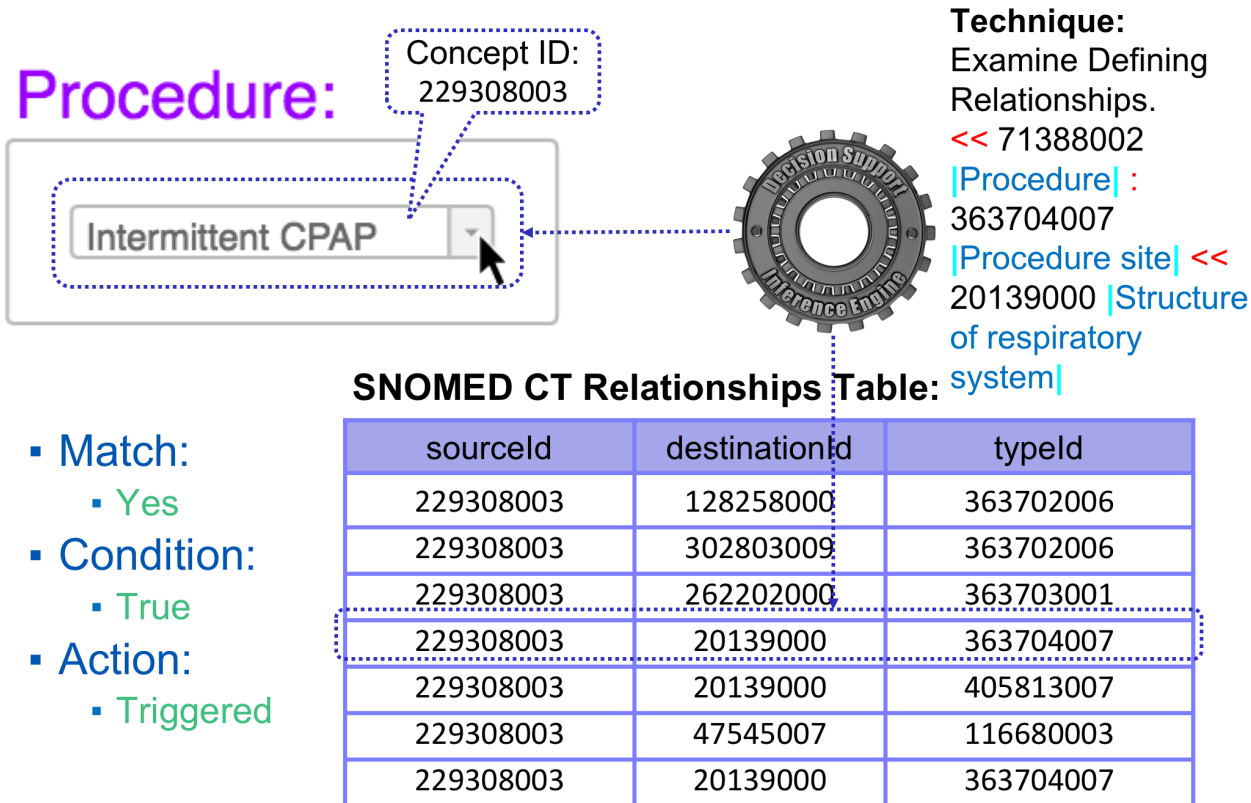 Procedure:
Concept ID:
229308003
Intermittent CPAP
Decision Support
Inference Engine
Technique:
Examine Defining
Relationships.
<< 71388002
|Procedure| :
363704007
|Procedure site| <<
20139000 |Structure
of respiratory
system|
▪ Match:
▪ Yes
▪ Condition:
▪ True
▪ Action:
▪ Triggered
SNOMED CT Relationships Table:
sourceId destinationId typeId
229308003 128258000 363702006
229308003 302803009 363702006
229308003 262202000 363703001
229308003 20139000 363704007
229308003 20139000 405813007
229308003 47545007 116680003
229308003 20139000 363704007